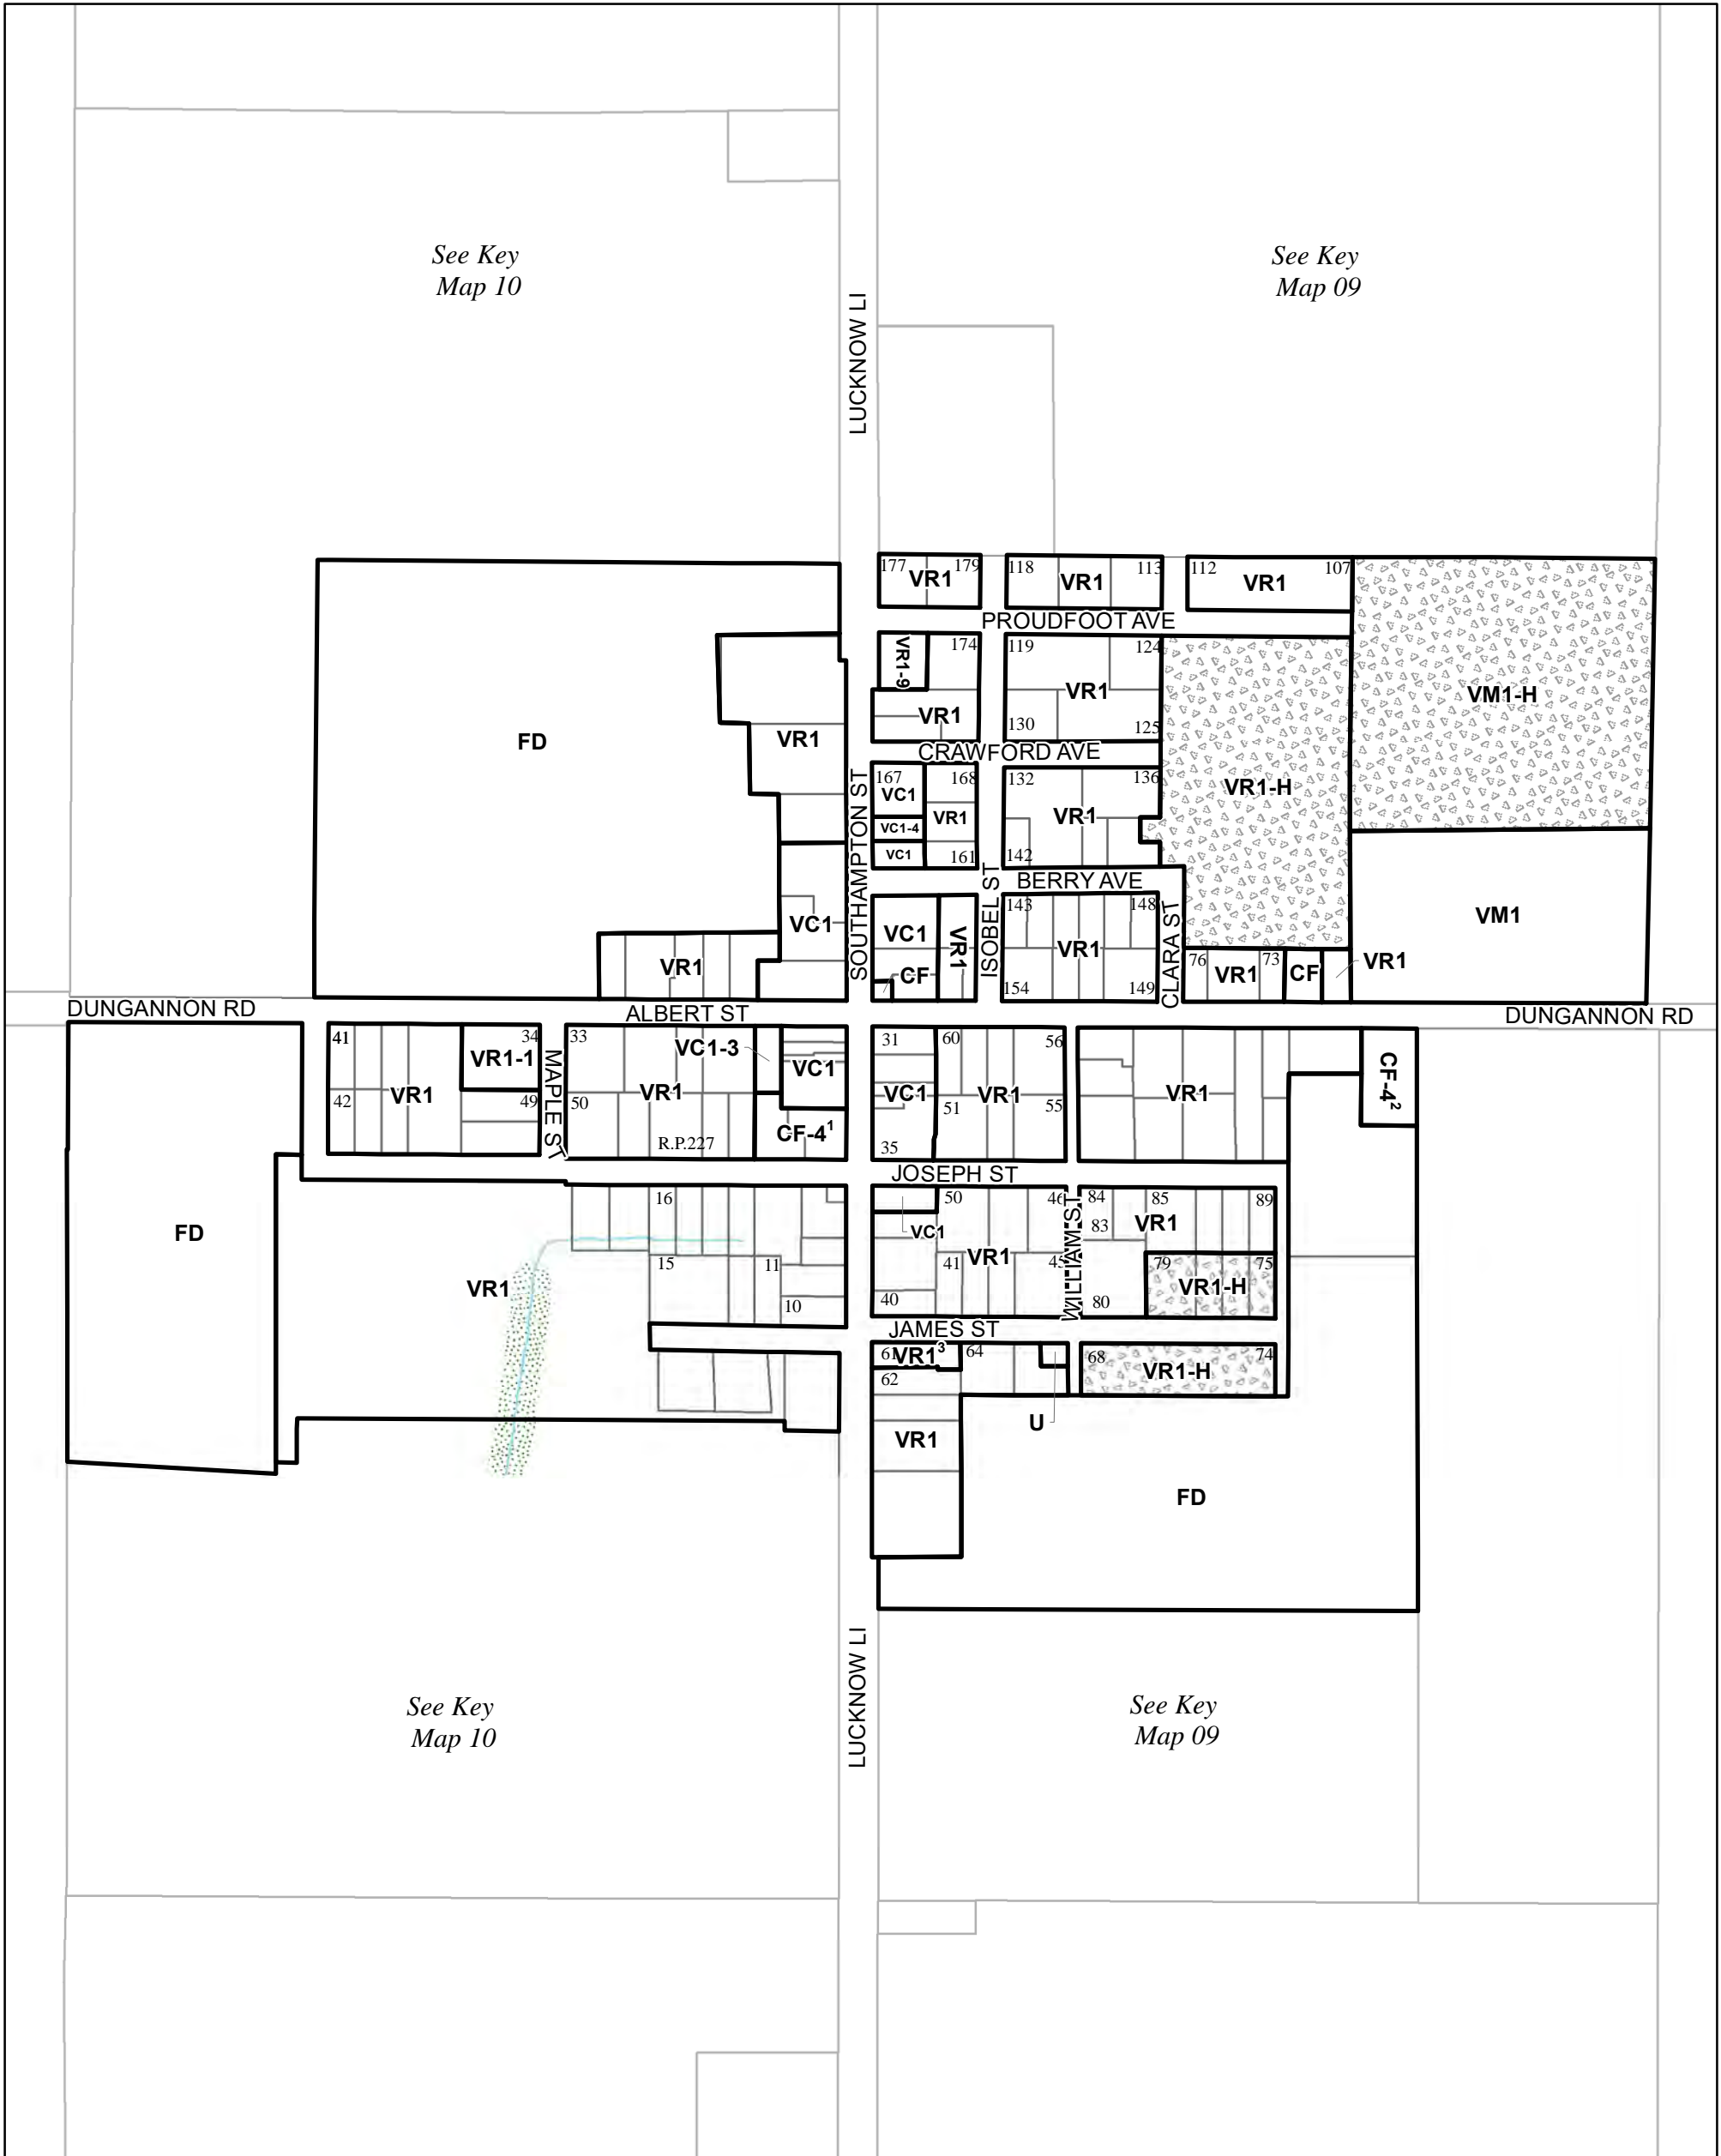 See Key
Map 10
See Key
Map 09
LUCKNOW LI
177
VR1
179
118
VR1
113
112
VR1
107
PROUDFOOT AVE
VR1-9
174
119
124
VR1
VR1
130
125
VM1-H
FD
VR1
CRAWFORD AVE
167
VC1
168
132
136
VR1-H
VC1-4
VR1
VR1
VC1
161
142
SOUTHAMPTON ST
ISOBEL ST
BERRY AVE
VC1
VC1
VR1
143
148
VR1
CLARA ST
VM1
VR1
CF
154
149
76
VR1
73
CF
VR1
DUNGANNON RD
ALBERT ST
DUNGANNON RD
41
34
VR1-1
VR1
42
49
MAPLE ST
33
VC1-3
VC1
VR1
50
R.P.227
CF-4¹
31
VC1
35
60
56
VR1
51
55
VR1
CF-4²
JOSEPH ST
FD
VR1
16
15
11
10
VC1
50
46
41
VR1
45
40
WILLIAM ST
84
85
89
83
VR1
79
75
VR1-H
80
JAMES ST
61
VR1³
64
62
68
74
VR1-H
U
VR1
FD
LUCKNOW LI
See Key
Map 10
See Key
Map 09